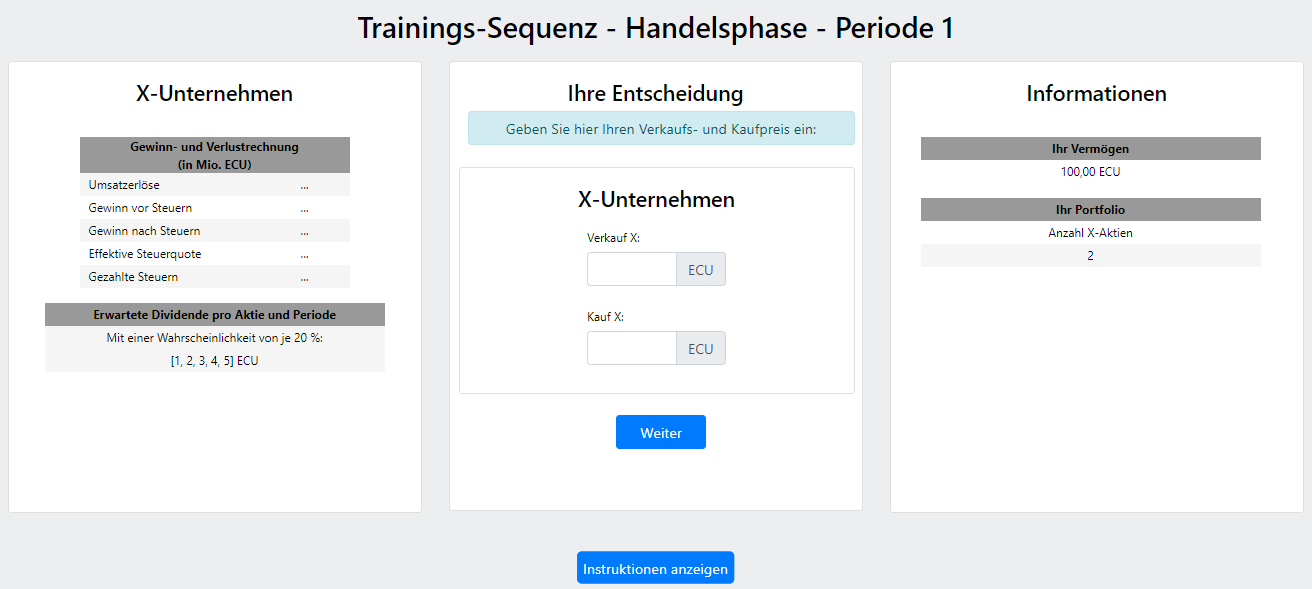 Trainings-Sequenz - Handelsphase - Periode 1
X-Unternehmen
Gewinn- und Verlustrechnung
(in Mio. ECU)
Umsatzerlöse ...
Gewinn vor Steuern ...
Gewinn nach Steuern ...
Effektive Steuerquote ...
Gezahlte Steuern ...
Erwartete Dividende pro Aktie und Periode
Mit einer Wahrscheinlichkeit von je 20 %:
[1, 2, 3, 4, 5] ECU
Ihre Entscheidung
Geben Sie hier Ihren Verkaufs- und Kaufpreis ein:
X-Unternehmen
Verkauf X:
ECU
Kauf X:
ECU
Weiter
Informationen
Ihr Vermögen
100,00 ECU
Ihr Portfolio
Anzahl X-Aktien
2
Instruktionen anzeigen